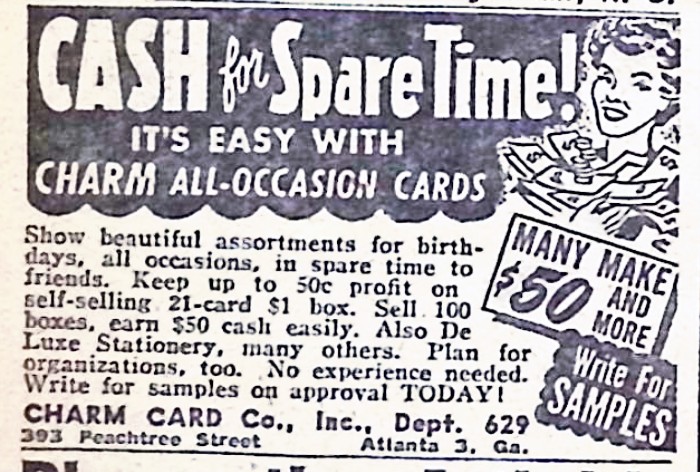 CASH for Spare Time!
IT'S EASY WITH
CHARM ALL-OCCASION CARDS
Show beautiful assortments for birth-
days, all occasions, in spare time to
friends. Keep up to 50c profit on
self-selling 21-card $1 box. Sell 100
boxes, earn $50 cash easily. Also De
Luxe Stationery, many others. Plan for
organizations, too. No experience needed.
Write for samples on approval TODAY!
CHARM CARD Co., Inc., Dept. 629
393 Peachtree Street Atlanta 3, Ga.
MANY MAKE
$50 AND
MORE
Write For
SAMPLES